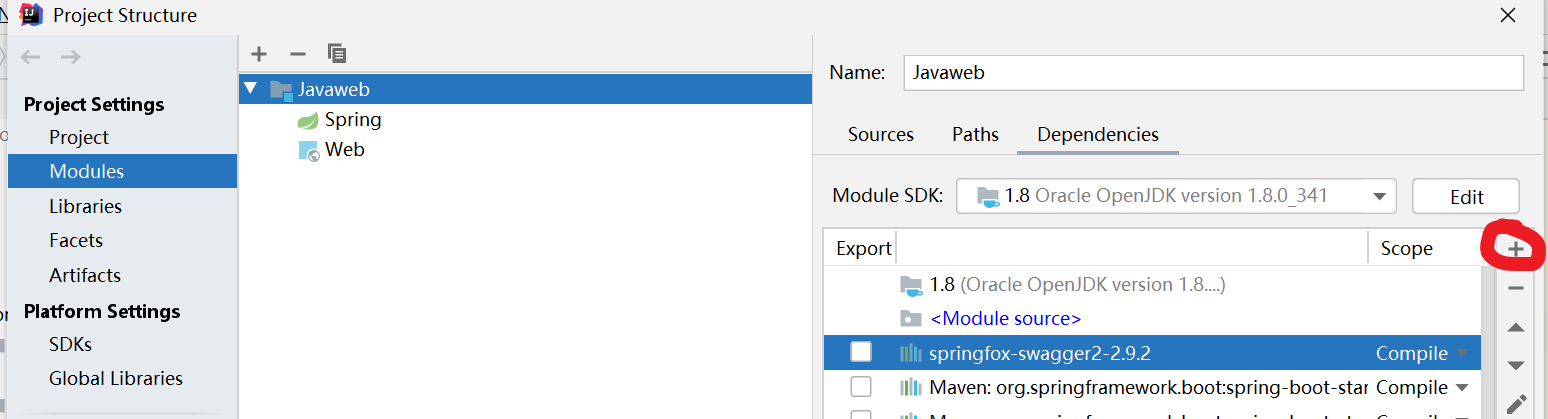 Project Structure
Project Settings
Project
Modules
Libraries
Facets
Artifacts
Platform Settings
SDKs
Global Libraries
Javaweb
Spring
Web
Name: Javaweb
Sources Paths Dependencies
Module SDK: 1.8 Oracle OpenJDK version 1.8.0_341 Edit
Export Scope
1.8 (Oracle OpenJDK version 1.8....)
<Module source>
springfox-swagger2-2.9.2 Compile
Maven: org.springframework.boot:spring-boot-star Compile